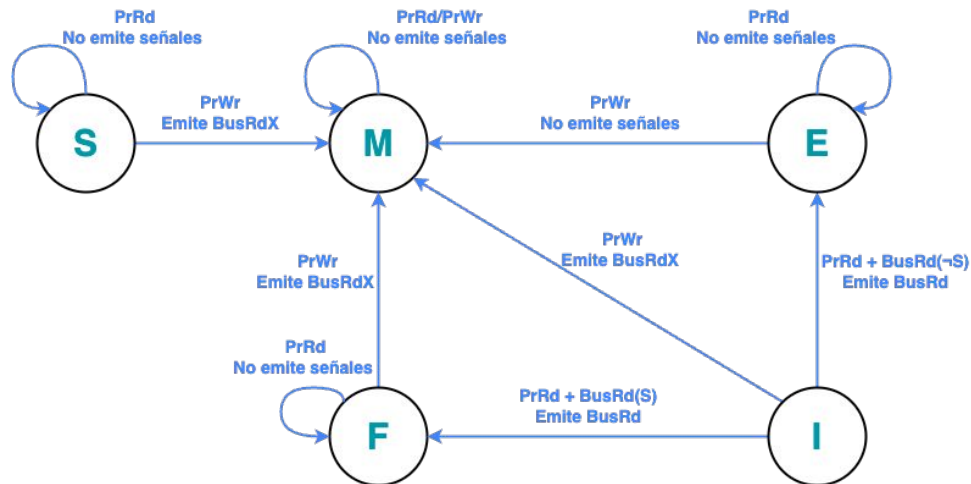 PrRd
No emite señales
PrRd/PrWr
No emite señales
PrRd
No emite señales
S
PrWr
Emite BusRdX
M
PrWr
No emite señales
E
PrWr
Emite BusRdX
PrWr
Emite BusRdX
PrRd + BusRd(¬S)
Emite BusRd
PrRd
No emite señales
F
PrRd + BusRd(S)
Emite BusRd
I